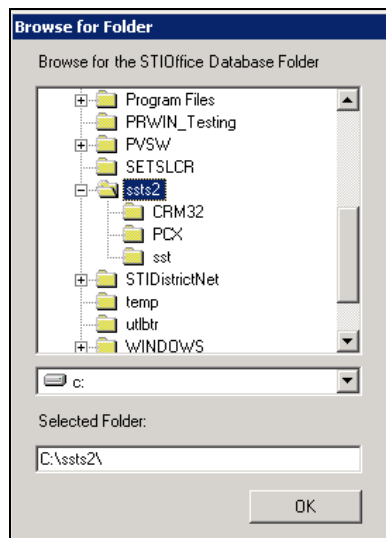 Browse for Folder
Browse for the STIOffice Database Folder
Program Files
PRWIN_Testing
PVSW
SETSLCR
ssts2
CRM32
PCX
sst
STIDistrictNet
temp
utlbtr
WINDOWS
c:
Selected Folder:
C:\ssts2\
OK